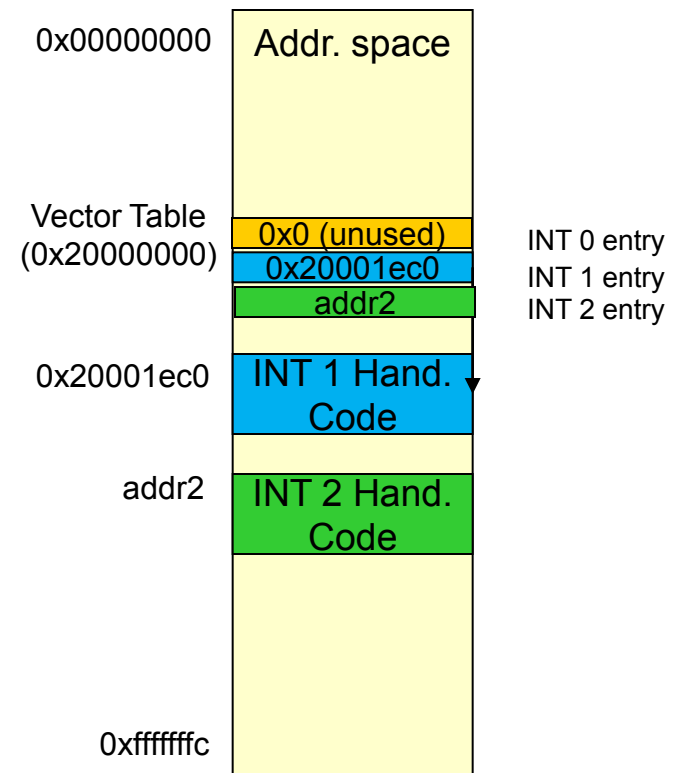 0x00000000
Addr. space
Vector Table
(0x20000000)
0x0 (unused)
INT 0 entry
0x20001ec0
INT 1 entry
addr2
INT 2 entry
0x20001ec0
INT 1 Hand.
Code
addr2
INT 2 Hand.
Code
0xfffffffc